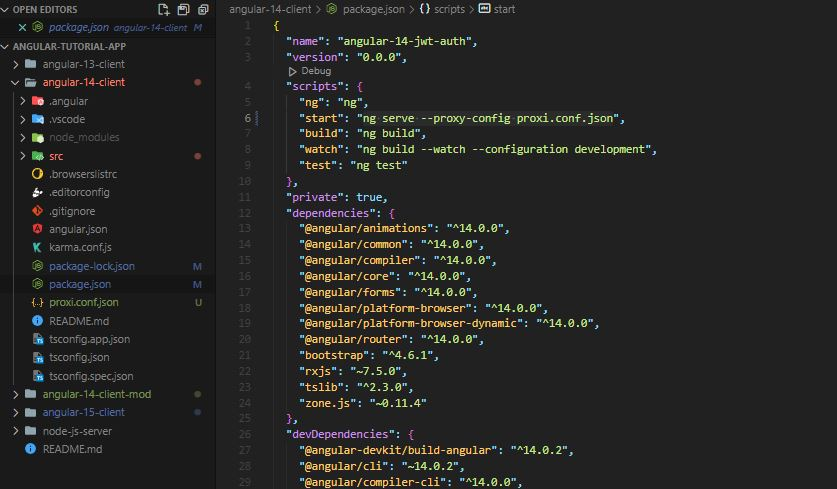 OPEN EDITORS
package.json angular-14-client M
ANGULAR-TUTORIAL-APP
angular-13-client
angular-14-client
.angular
.vscode
node_modules
src
.browserslistrc
.editorconfig
.gitignore
angular.json
karma.conf.js
package-lock.json M
package.json M
proxi.conf.json U
README.md
tsconfig.app.json
tsconfig.json
tsconfig.spec.json
angular-14-client-mod
angular-15-client
node-js-server
README.md
angular-14-client > package.json > {} scripts > start
1 {
2 "name": "angular-14-jwt-auth",
3 "version": "0.0.0",
Debug
4 "scripts": {
5 "ng": "ng",
6 "start": "ng serve --proxy-config proxi.conf.json",
7 "build": "ng build",
8 "watch": "ng build --watch --configuration development",
9 "test": "ng test"
10 },
11 "private": true,
12 "dependencies": {
13 "@angular/animations": "^14.0.0",
14 "@angular/common": "^14.0.0",
15 "@angular/compiler": "^14.0.0",
16 "@angular/core": "^14.0.0",
17 "@angular/forms": "^14.0.0",
18 "@angular/platform-browser": "^14.0.0",
19 "@angular/platform-browser-dynamic": "^14.0.0",
20 "@angular/router": "^14.0.0",
21 "bootstrap": "^4.6.1",
22 "rxjs": "~7.5.0",
23 "tslib": "^2.3.0",
24 "zone.js": "~0.11.4"
25 },
26 "devDependencies": {
27 "@angular-devkit/build-angular": "^14.0.2",
28 "@angular/cli": "~14.0.2",
29 "@angular/compiler-cli": "^14.0.0",